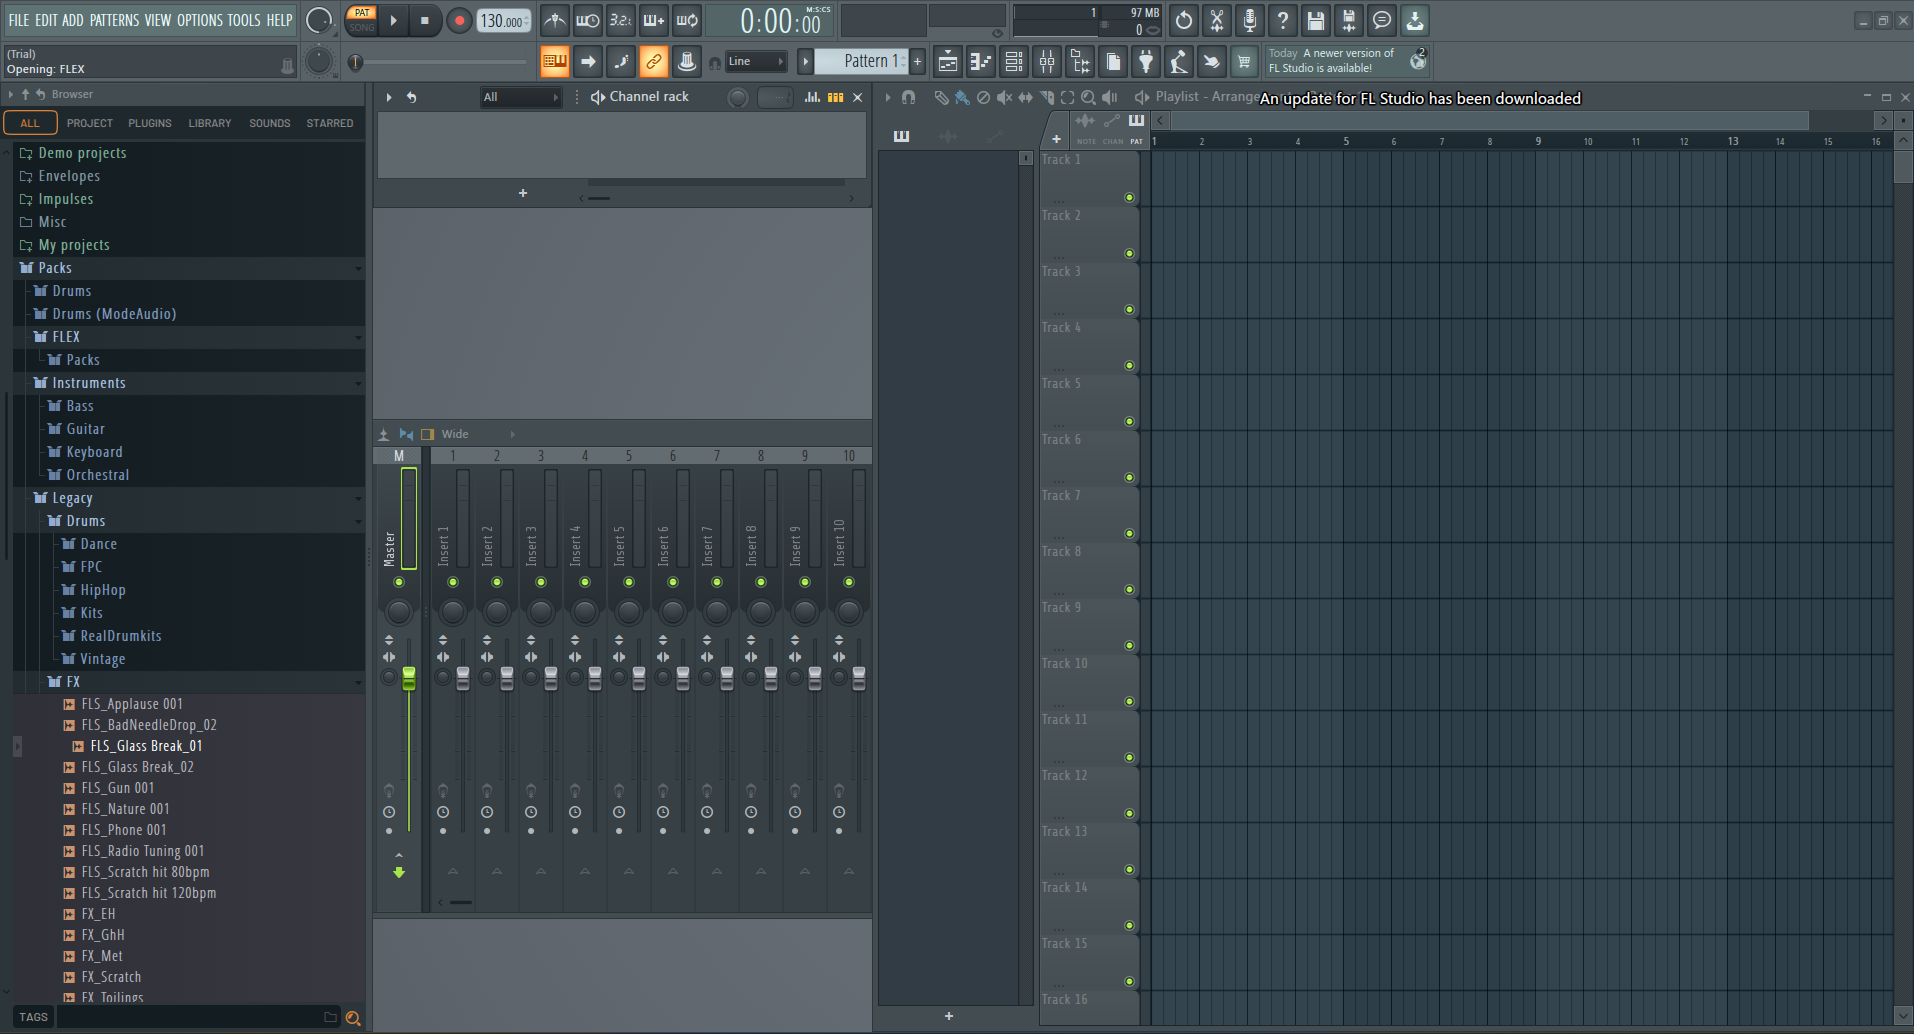 FILE EDIT ADD PATTERNS VIEW OPTIONS TOOLS HELP
PAT
SONG
130.000
3.2.
0:00:00
M:S:CS
1
97 MB
0
(Trial)
Opening: FLEX
Line
Pattern 1
Today A newer version of
FL Studio is available!
2
Browser
All
Channel rack
Playlist - Arrange
An update for FL Studio has been downloaded
ALL
PROJECT
PLUGINS
LIBRARY
SOUNDS
STARRED
NOTE CHAN PAT
1 2 3 4 5 6 7 8 9 10 11 12 13 14 15 16
Demo projects
Envelopes
Impulses
Misc
My projects
Packs
Drums
Drums (ModeAudio)
FLEX
Packs
Instruments
Bass
Guitar
Keyboard
Orchestral
Legacy
Drums
Dance
FPC
HipHop
Kits
RealDrumkits
Vintage
FX
FLS_Applause 001
FLS_BadNeedleDrop_02
FLS_Glass Break_01
FLS_Glass Break_02
FLS_Gun 001
FLS_Nature 001
FLS_Phone 001
FLS_Radio Tuning 001
FLS_Scratch hit 80bpm
FLS_Scratch hit 120bpm
FX_EH
FX_GhH
FX_Met
FX_Scratch
FX_Toilings
TAGS
Wide
M 1 2 3 4 5 6 7 8 9 10
Master
Insert 1
Insert 2
Insert 3
Insert 4
Insert 5
Insert 6
Insert 7
Insert 8
Insert 9
Insert 10
Track 1
Track 2
Track 3
Track 4
Track 5
Track 6
Track 7
Track 8
Track 9
Track 10
Track 11
Track 12
Track 13
Track 14
Track 15
Track 16